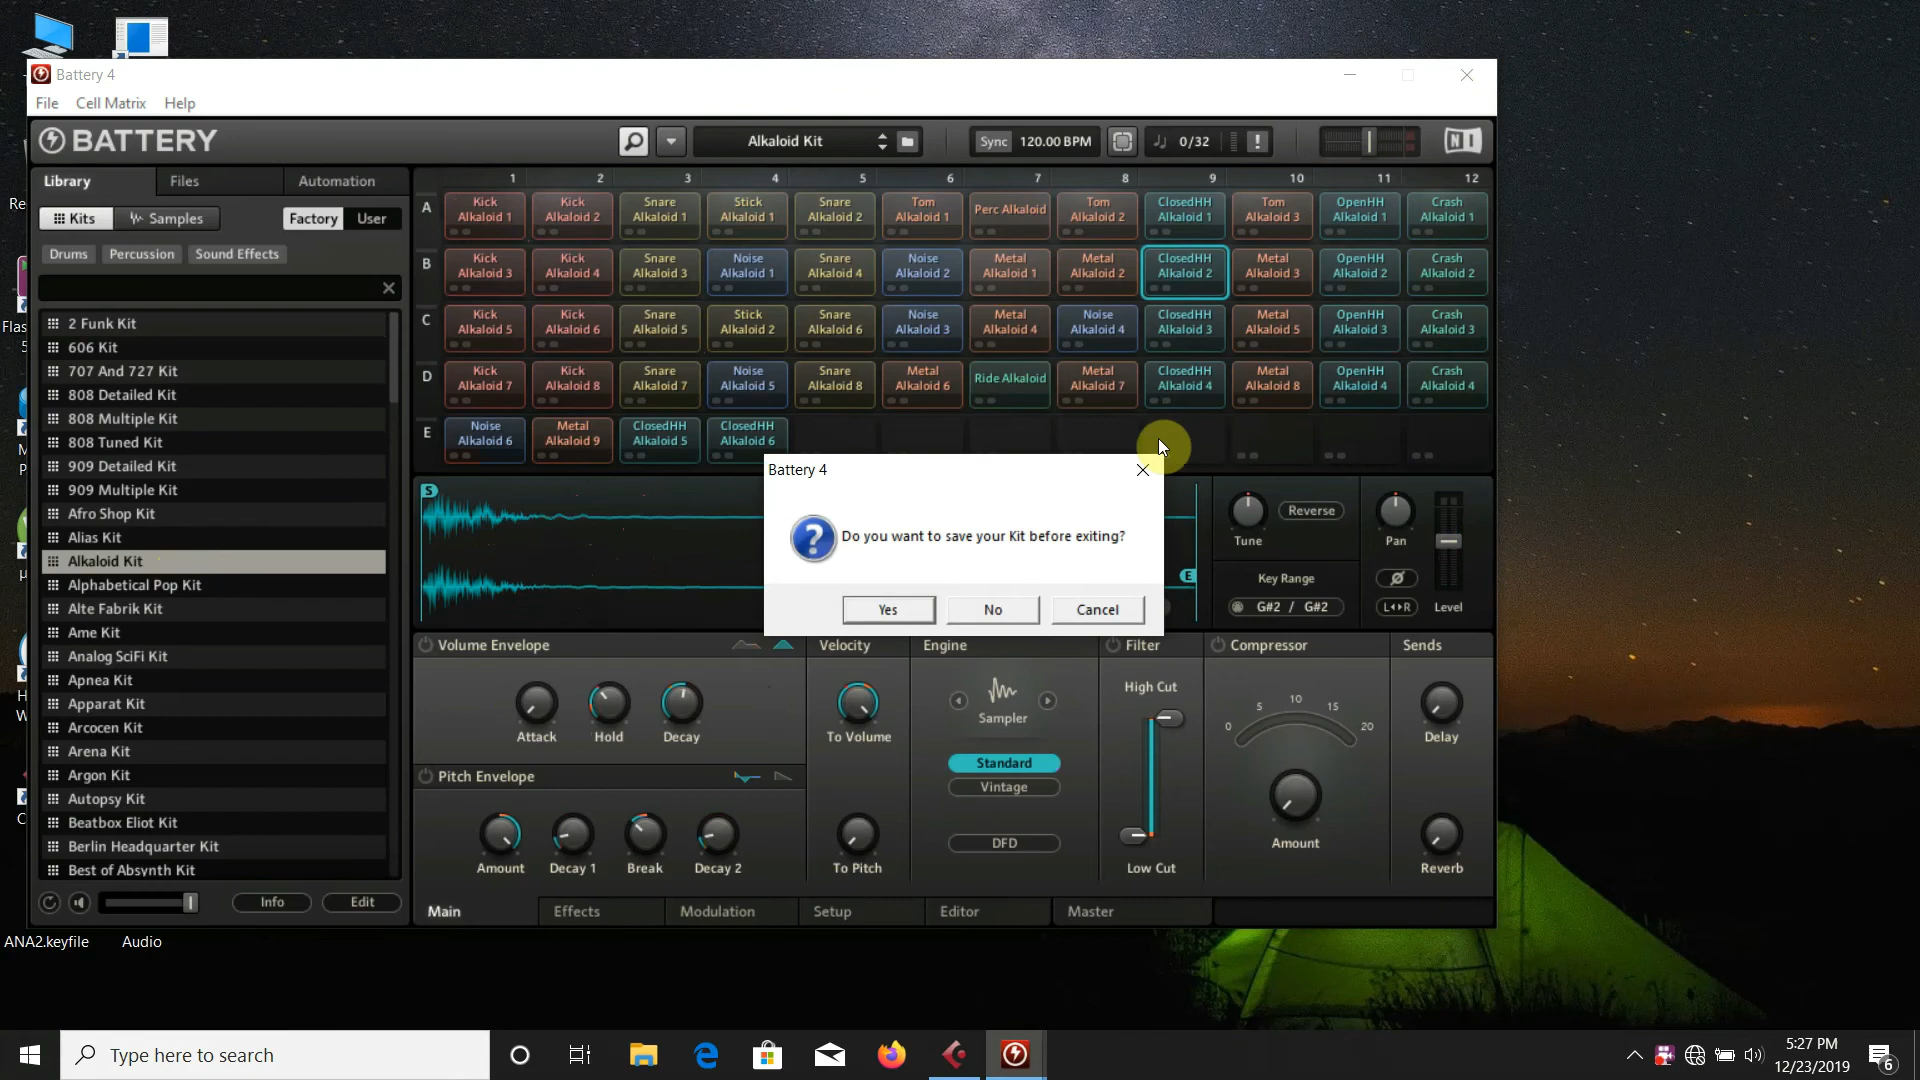 Battery 4
File Cell Matrix Help
BATTERY
Alkaloid Kit
Sync 120.00 BPM
0/32
!
NI
Library Files Automation
Kits Samples Factory User
Drums Percussion Sound Effects
2 Funk Kit
606 Kit
707 And 727 Kit
808 Detailed Kit
808 Multiple Kit
808 Tuned Kit
909 Detailed Kit
909 Multiple Kit
Afro Shop Kit
Alias Kit
Alkaloid Kit
Alphabetical Pop Kit
Alte Fabrik Kit
Ame Kit
Analog SciFi Kit
Apnea Kit
Apparat Kit
Arcocen Kit
Arena Kit
Argon Kit
Autopsy Kit
Beatbox Eliot Kit
Berlin Headquarter Kit
Best of Absynth Kit
Info Edit
1 2 3 4 5 6 7 8 9 10 11 12
A
Kick Alkaloid 1
Kick Alkaloid 2
Snare Alkaloid 1
Stick Alkaloid 1
Snare Alkaloid 2
Tom Alkaloid 1
Perc Alkaloid
Tom Alkaloid 2
ClosedHH Alkaloid 1
Tom Alkaloid 3
OpenHH Alkaloid 1
Crash Alkaloid 1
B
Kick Alkaloid 3
Kick Alkaloid 4
Snare Alkaloid 3
Noise Alkaloid 1
Snare Alkaloid 4
Noise Alkaloid 2
Metal Alkaloid 1
Metal Alkaloid 2
ClosedHH Alkaloid 2
Metal Alkaloid 3
OpenHH Alkaloid 2
Crash Alkaloid 2
C
Kick Alkaloid 5
Kick Alkaloid 6
Snare Alkaloid 5
Stick Alkaloid 2
Snare Alkaloid 6
Noise Alkaloid 3
Metal Alkaloid 4
Noise Alkaloid 4
ClosedHH Alkaloid 3
Metal Alkaloid 5
OpenHH Alkaloid 3
Crash Alkaloid 3
D
Kick Alkaloid 7
Kick Alkaloid 8
Snare Alkaloid 7
Noise Alkaloid 5
Snare Alkaloid 8
Metal Alkaloid 6
Ride Alkaloid
Metal Alkaloid 7
ClosedHH Alkaloid 4
Metal Alkaloid 8
OpenHH Alkaloid 4
Crash Alkaloid 4
E
Noise Alkaloid 6
Metal Alkaloid 9
ClosedHH Alkaloid 5
ClosedHH Alkaloid 6
Battery 4
Do you want to save your Kit before exiting?
Yes No Cancel
S
E
Tune Reverse
Key Range
G#2 / G#2
Pan
L R
Level
Volume Envelope
Attack Hold Decay
Pitch Envelope
Amount Decay 1 Break Decay 2
Velocity
To Volume
To Pitch
Engine
Sampler
Standard
Vintage
DFD
Filter
High Cut
Low Cut
Compressor
0 5 10 15 20
Amount
Sends
Delay
Reverb
Main Effects Modulation Setup Editor Master
Re
Flas
5
M
P
µ
H
W
C
ANA2.keyfile Audio
Type here to search
5:27 PM
12/23/2019
6